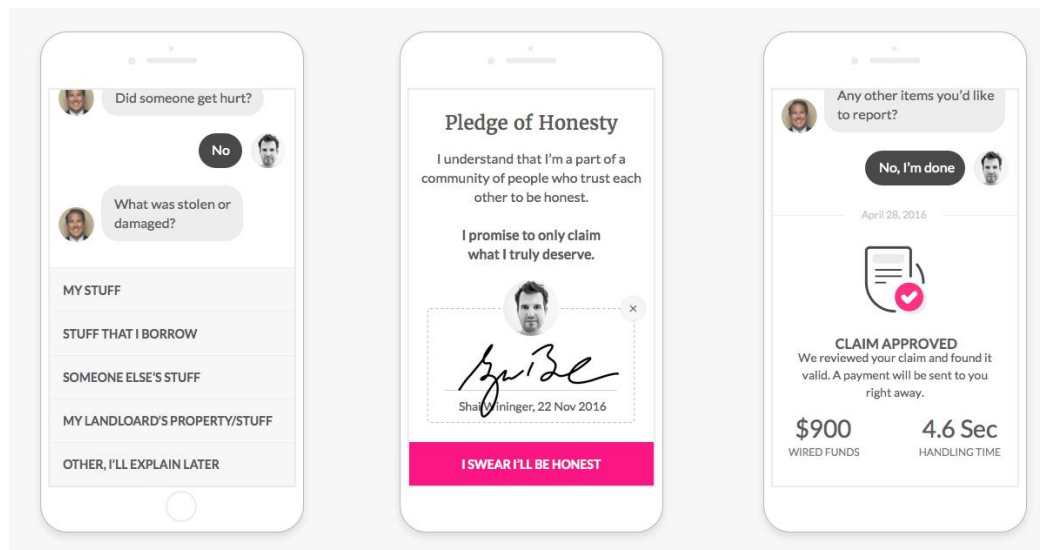 Did someone get hurt?
No
What was stolen or
damaged?
MY STUFF
STUFF THAT I BORROW
SOMEONE ELSE'S STUFF
MY LANDLOARD'S PROPERTY/STUFF
OTHER, I'LL EXPLAIN LATER
Pledge of Honesty
I understand that I'm a part of a
community of people who trust each
other to be honest.
I promise to only claim
what I truly deserve.
Shai Wininger, 22 Nov 2016
I SWEAR I'LL BE HONEST
Any other items you'd like
to report?
No, I'm done
April 28, 2016
CLAIM APPROVED
We reviewed your claim and found it
valid. A payment will be sent to you
right away.
$900 4.6 Sec
WIRED FUNDS HANDLING TIME